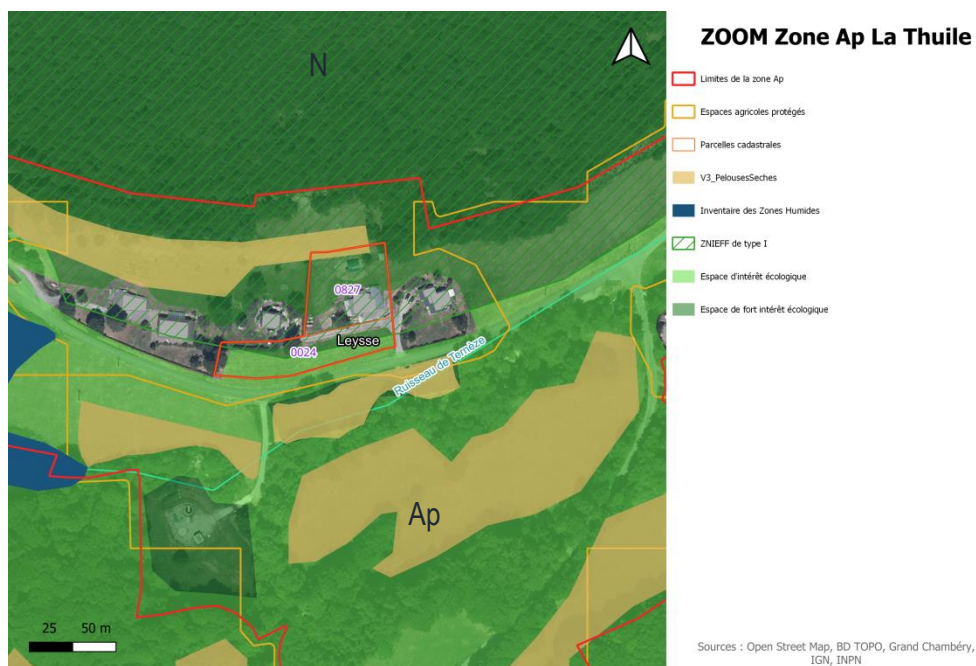 ZOOM Zone Ap La Thuile
N
Limites de la zone Ap
Espaces agricoles protégés
Parcelles cadastrales
V3_PelousesSeches
Inventaire des Zones Humides
ZNIEFF de type I
Espace d'intérêt écologique
Espace de fort intérêt écologique
0827
Leysse
0024
Ruisseau de Ternèze
Ap
25 50 m
Sources : Open Street Map, BD TOPO, Grand Chambéry,
IGN, INPN